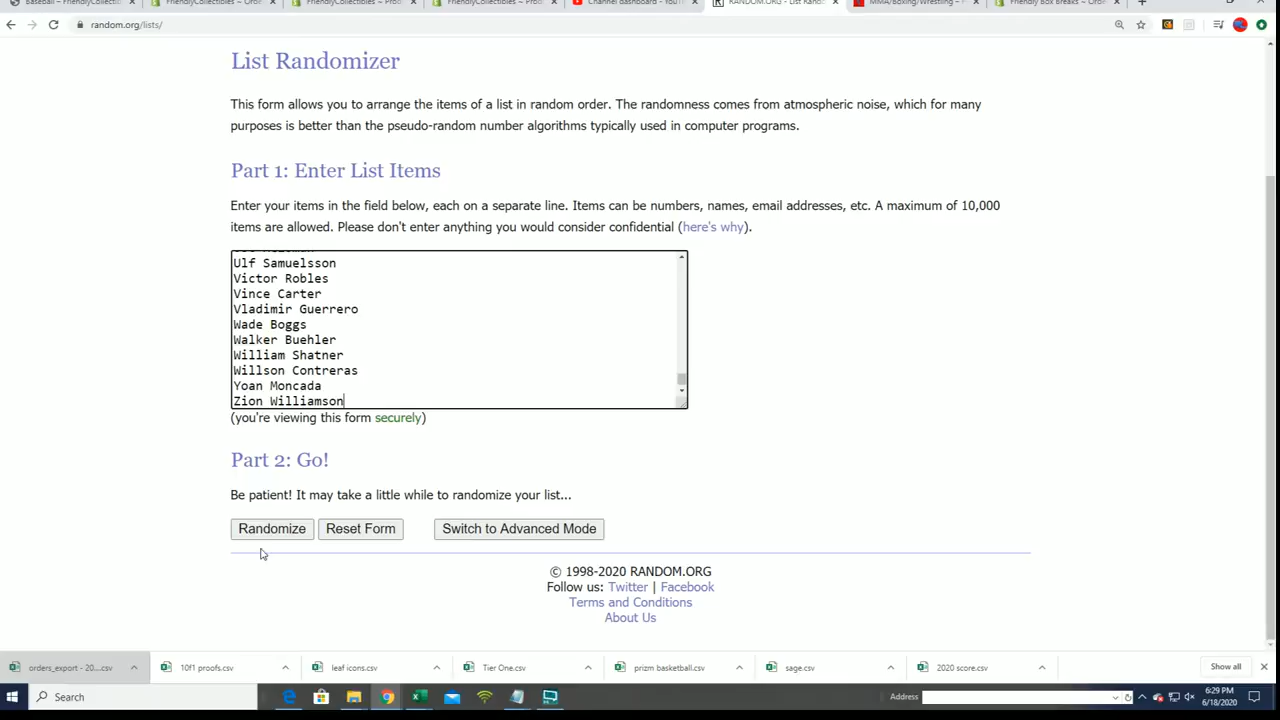 FriendlyCollectibles
random.org/lists/
List Randomizer
This form allows you to arrange the items of a list in random order. The randomness comes from atmospheric noise, which for many
purposes is better than the pseudo-random number algorithms typically used in computer programs.
Part 1: Enter List Items
Enter your items in the field below, each on a separate line. Items can be numbers, names, email addresses, etc. A maximum of 10,000
items are allowed. Please don't enter anything you would consider confidential (here's why).
Ulf Samuelsson
Victor Robles
Vince Carter
Vladimir Guerrero
Wade Boggs
Walker Buehler
William Shatner
Willson Contreras
Yoan Moncada
Zion Williamson
(you're viewing this form securely)
Part 2: Go!
Be patient! It may take a little while to randomize your list...
Randomize Reset Form Switch to Advanced Mode
© 1998-2020 RANDOM.ORG
Follow us: Twitter | Facebook
Terms and Conditions
About Us
orders_export - 20....csv 10f1 proofs.csv leaf icons.csv Tier One.csv prizm basketball.csv sage.csv 2020 score.csv Show all
Search Address 6:29 PM
6/18/2020